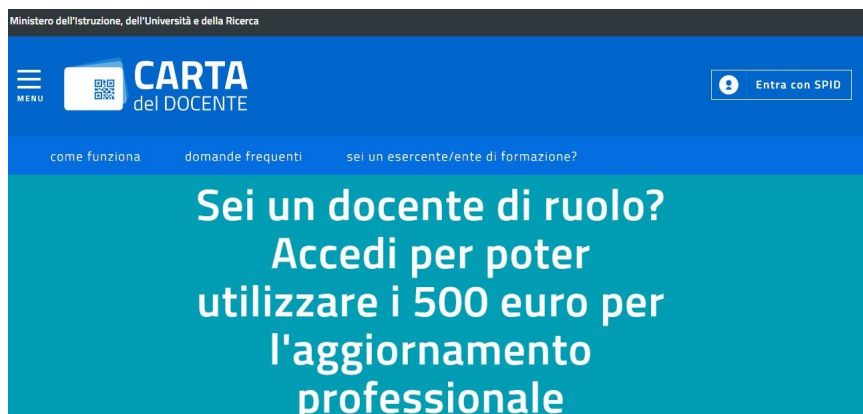 Ministero dell'Istruzione, dell'Università e della Ricerca
MENU
CARTA
del DOCENTE
Entra con SPID
come funziona
domande frequenti
sei un esercente/ente di formazione?
Sei un docente di ruolo?
Accedi per poter
utilizzare i 500 euro per
l'aggiornamento
professionale